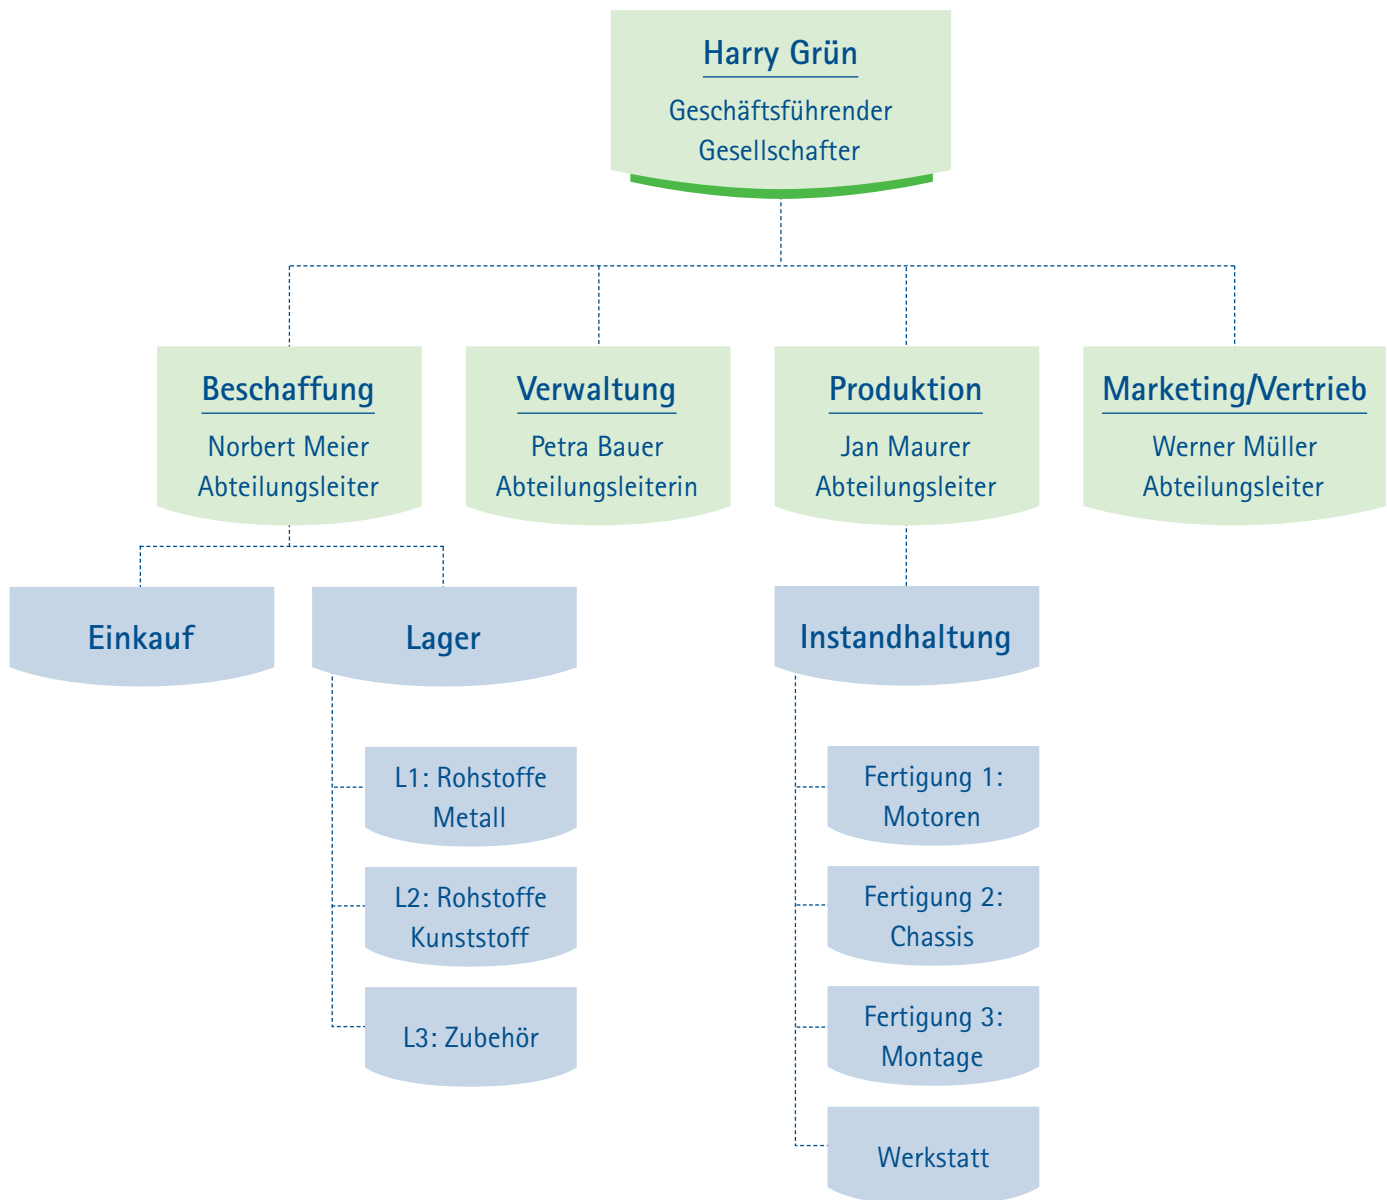 Harry Grün
Geschäftsführender
Gesellschafter
Beschaffung
Norbert Meier
Abteilungsleiter
Verwaltung
Petra Bauer
Abteilungsleiterin
Produktion
Jan Maurer
Abteilungsleiter
Marketing/Vertrieb
Werner Müller
Abteilungsleiter
Einkauf
Lager
Instandhaltung
L1: Rohstoffe
Metall
L2: Rohstoffe
Kunststoff
L3: Zubehör
Fertigung 1:
Motoren
Fertigung 2:
Chassis
Fertigung 3:
Montage
Werkstatt